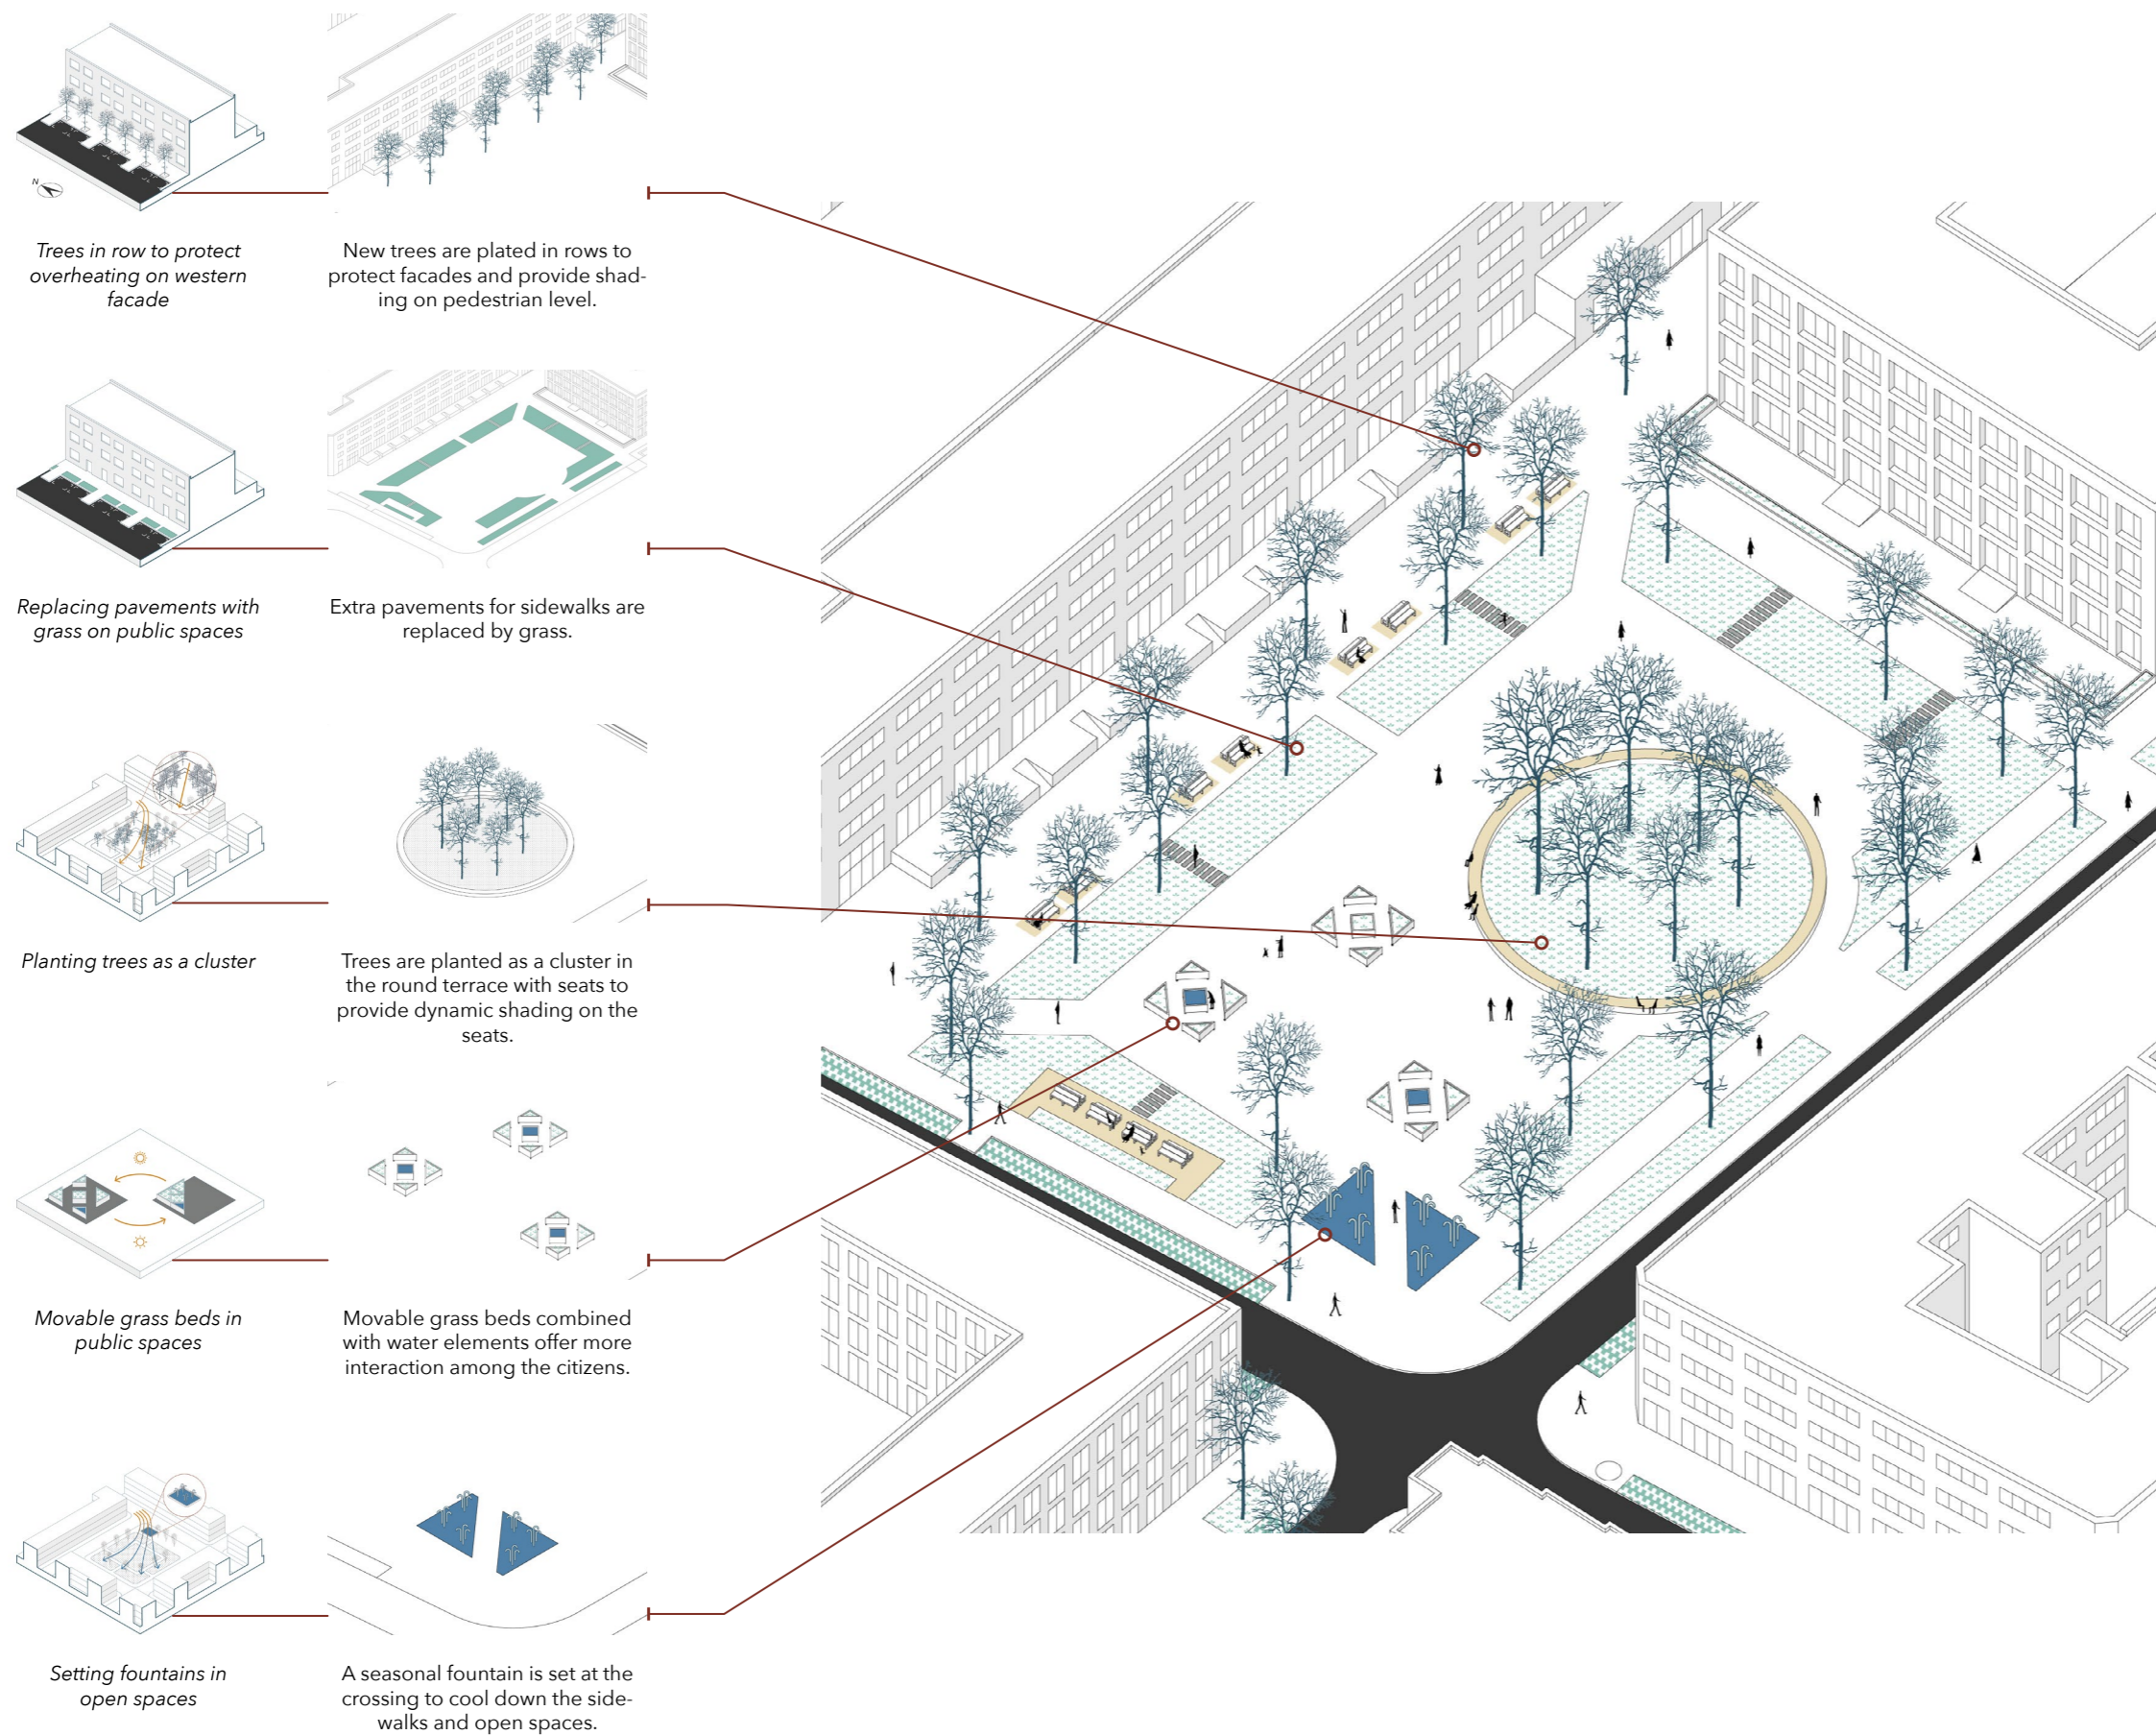 N
Trees in row to protect
overheating on western
facade
New trees are plated in rows to
protect facades and provide shad-
ing on pedestrian level.
Replacing pavements with
grass on public spaces
Extra pavements for sidewalks are
replaced by grass.
Planting trees as a cluster
Trees are planted as a cluster in
the round terrace with seats to
provide dynamic shading on the
seats.
Movable grass beds in
public spaces
Movable grass beds combined
with water elements offer more
interaction among the citizens.
Setting fountains in
open spaces
A seasonal fountain is set at the
crossing to cool down the side-
walks and open spaces.